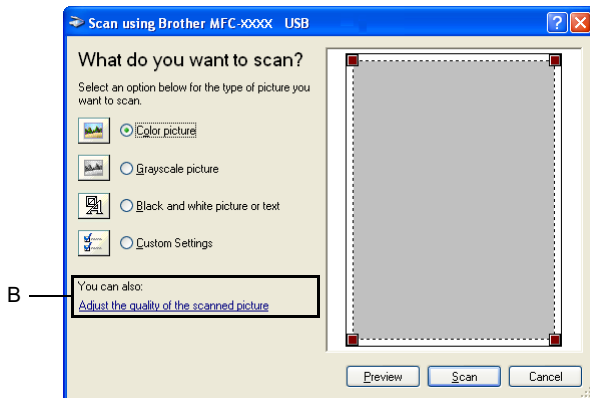 Scan using Brother MFC-XXXX USB
What do you want to scan?
Select an option below for the type of picture you
want to scan.
Color picture
Grayscale picture
Black and white picture or text
Custom Settings
B
You can also:
Adjust the quality of the scanned picture
Preview Scan Cancel